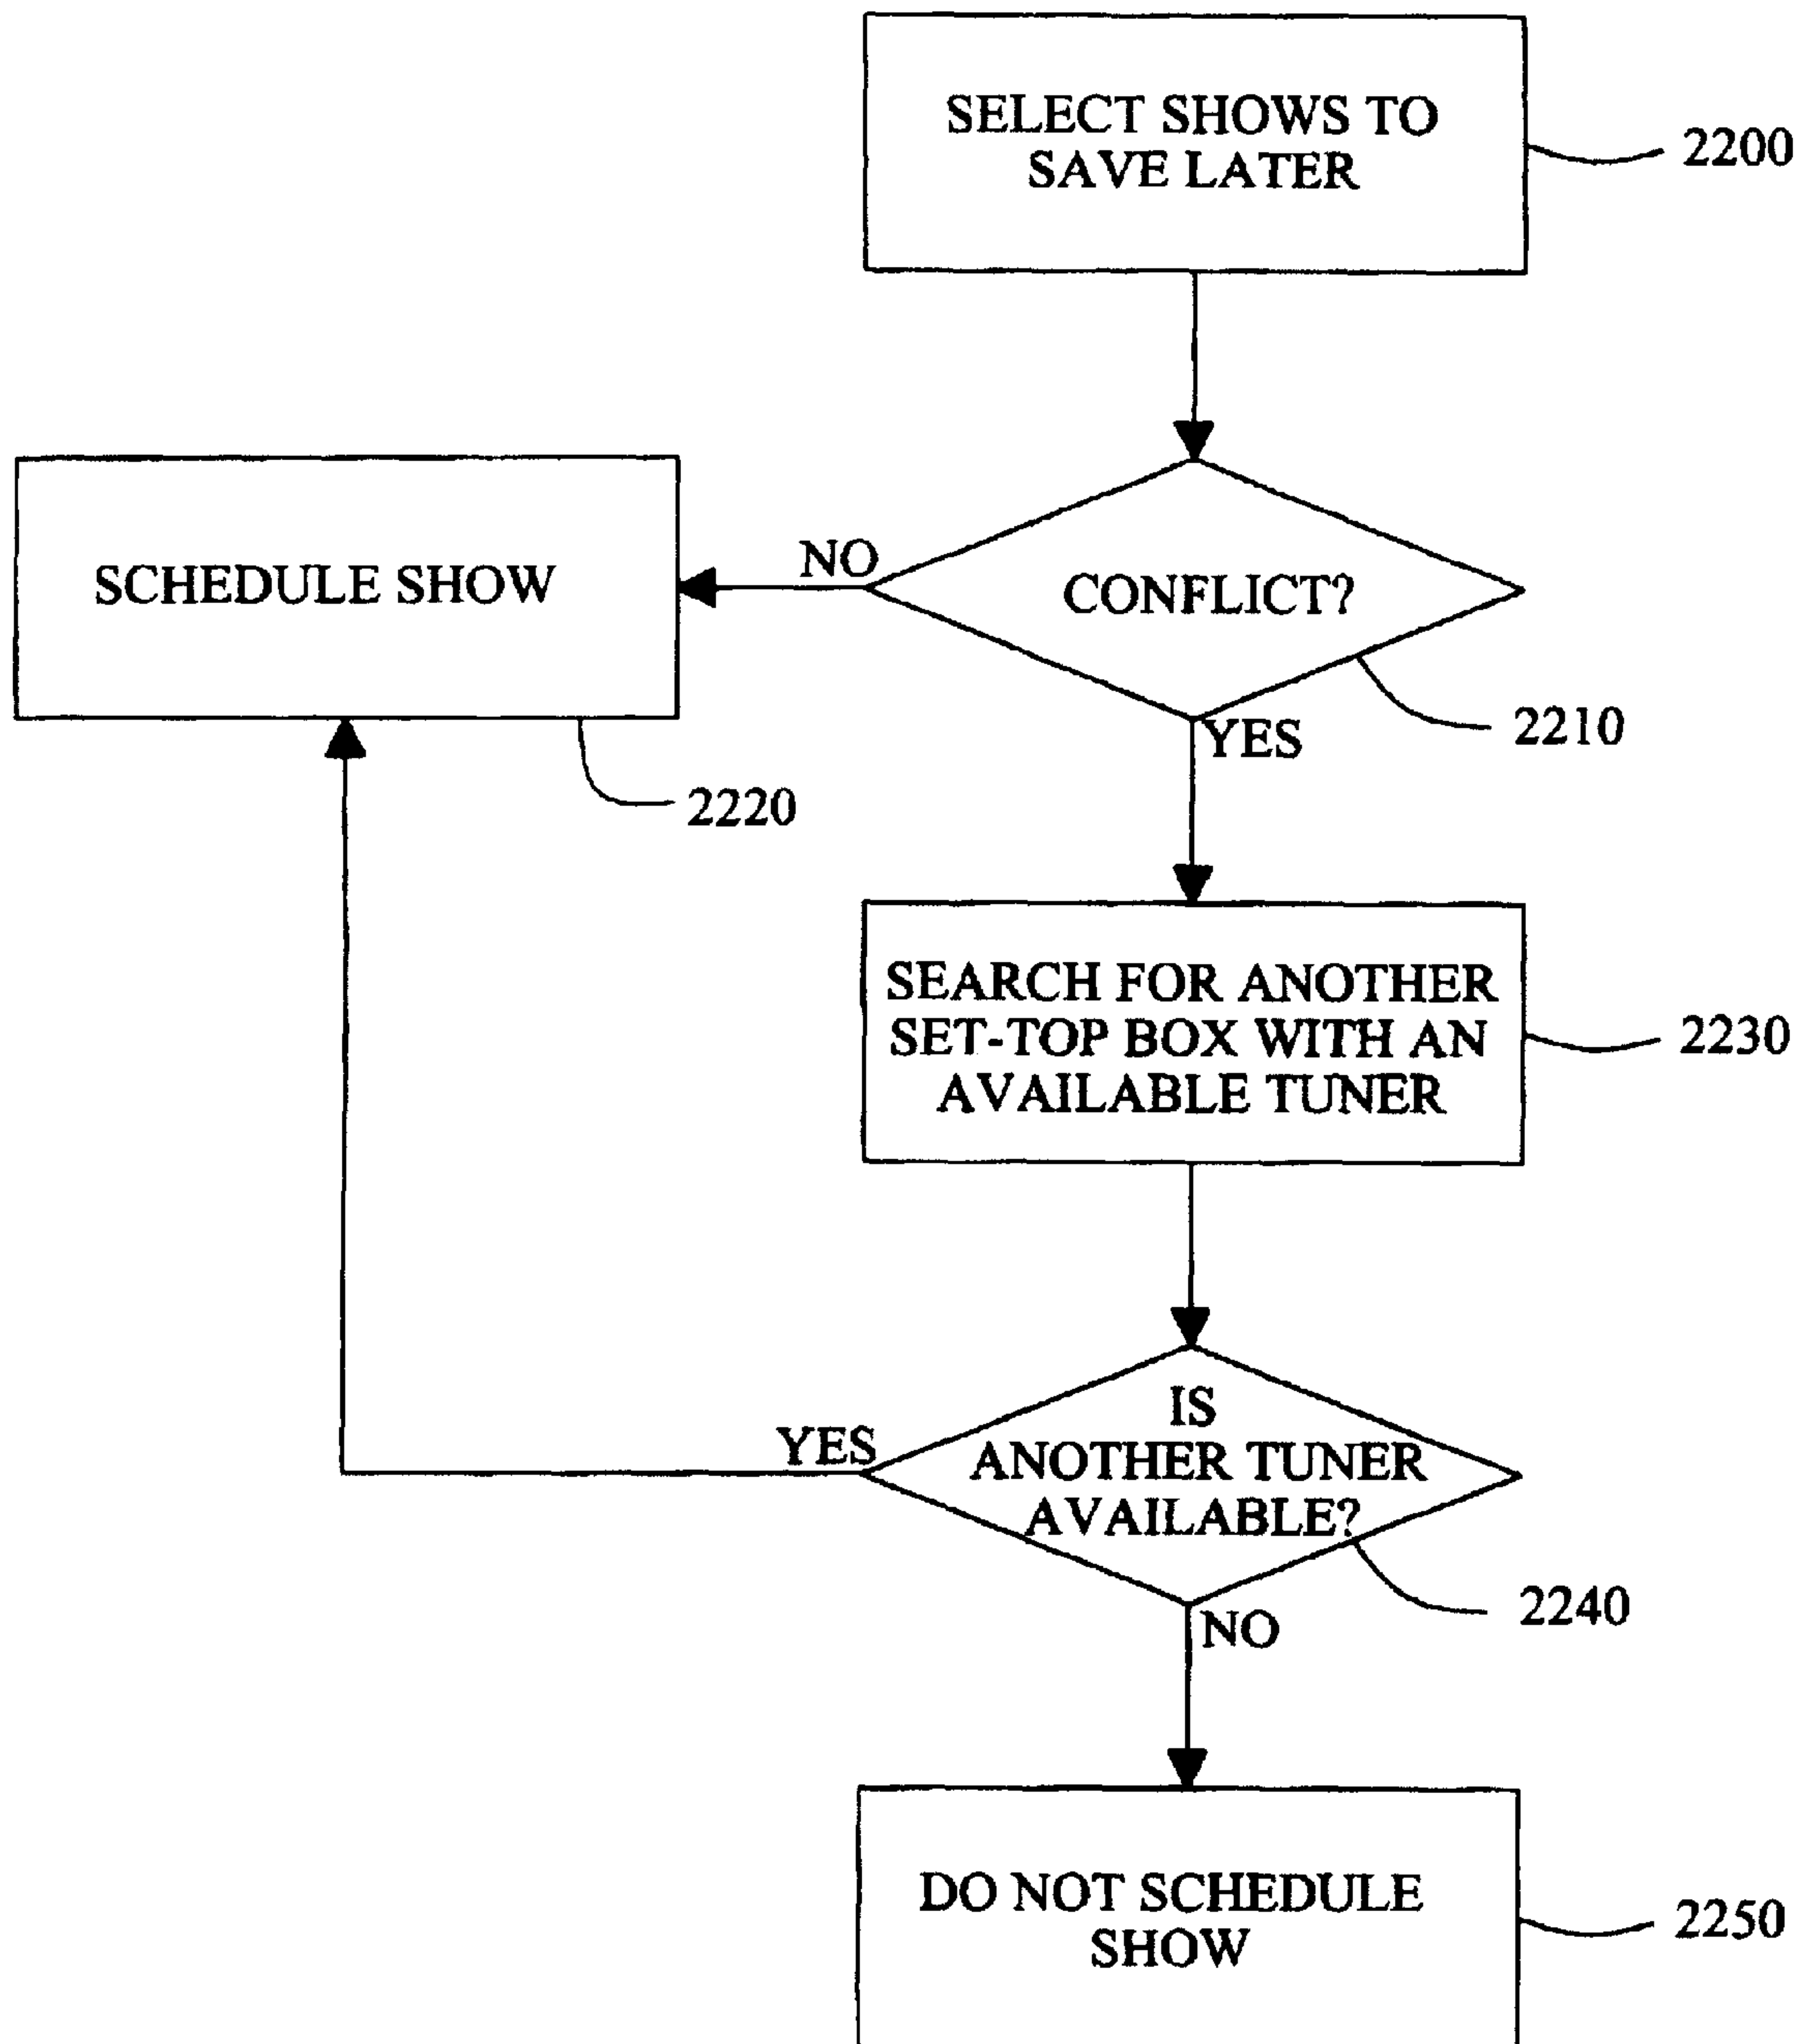 SELECT SHOWS TO
SAVE LATER
2200
NO
SCHEDULE SHOW
CONFLICT?
2210
YES
2220
SEARCH FOR ANOTHER
SET-TOP BOX WITH AN
AVAILABLE TUNER
2230
IS
ANOTHER TUNER
AVAILABLE?
YES
2240
NO
DO NOT SCHEDULE
SHOW
2250